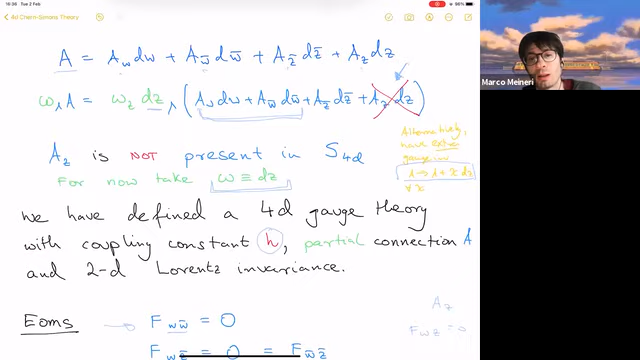 16:36 Tue 2 Feb
96%
4d Chern-Simons Theory
Marco Meineri
A = A_w dw + A_w̄ dw̄ + A_z̄ dz̄ + A_z dz
ω∧A = ω_z dz ∧ ( A_w dw + A_w̄ dw̄ + A_z̄ dz̄ + A_z dz )
Alternatively,
have extra
gauge inv
A → A + χ dz
∀ χ
A_z is NOT present in S_4d
For now take ω ≡ dz
We have defined a 4d gauge theory
with coupling constant ħ, partial connection A
and 2-d Lorentz invariance.
A_z
F_wz = 0
Eoms → F_ww̄ = 0
F_wz̄ = 0 = F_w̄z̄